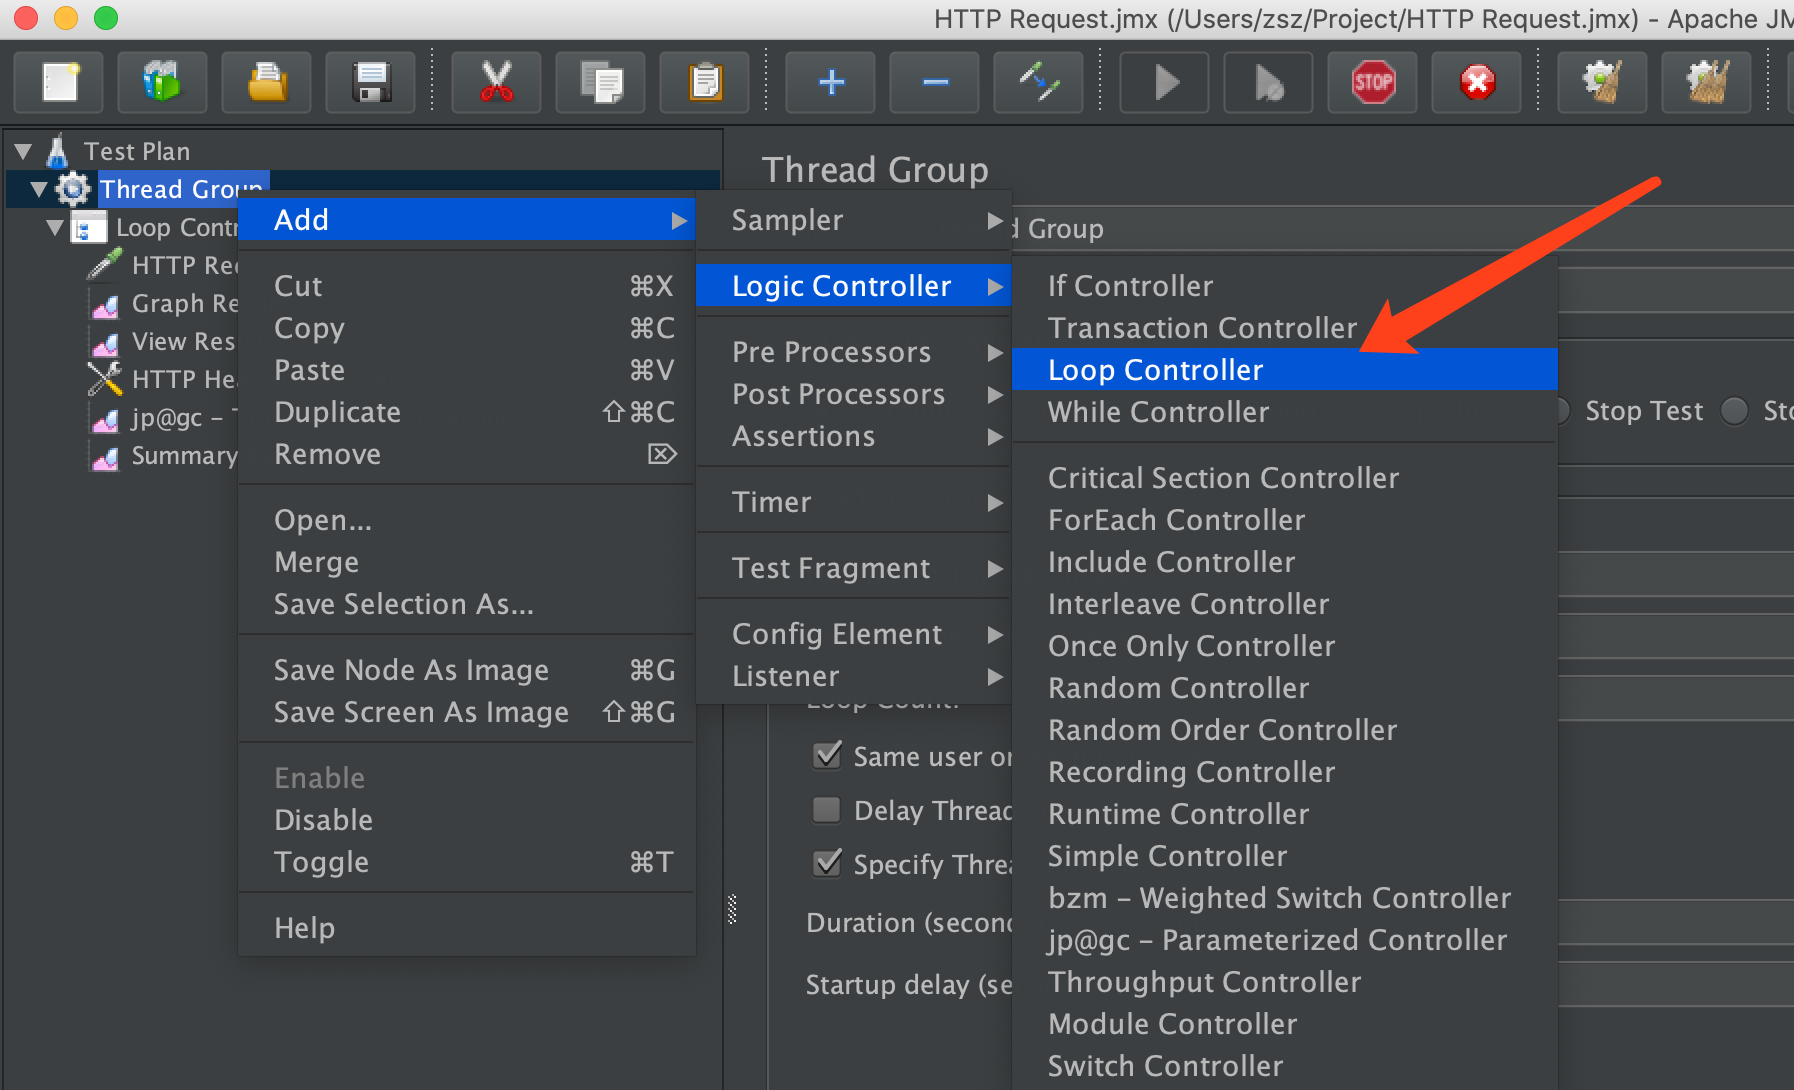 HTTP Request.jmx (/Users/zsz/Project/HTTP Request.jmx) - Apache JM
STOP
Test Plan
Thread Group
Loop Contr
HTTP Rec
Graph Re
View Res
HTTP Hea
jp@gc –
Summary
Add
Cut ⌘X
Copy ⌘C
Paste ⌘V
Duplicate ⇧⌘C
Remove ⌦
Open...
Merge
Save Selection As...
Save Node As Image ⌘G
Save Screen As Image ⇧⌘G
Enable
Disable
Toggle ⌘T
Help
Sampler
Logic Controller
Pre Processors
Post Processors
Assertions
Timer
Test Fragment
Config Element
Listener
If Controller
Transaction Controller
Loop Controller
While Controller
Critical Section Controller
ForEach Controller
Include Controller
Interleave Controller
Once Only Controller
Random Controller
Random Order Controller
Recording Controller
Runtime Controller
Simple Controller
bzm – Weighted Switch Controller
jp@gc – Parameterized Controller
Throughput Controller
Module Controller
Switch Controller
Thread Group
d Group
Stop Test Sto
Loop Count:
Same user or
Delay Thread
Specify Threa
Duration (secon
Startup delay (se